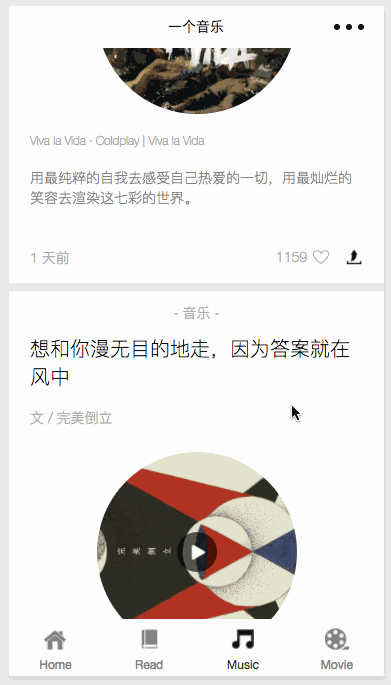 一个音乐
Viva la Vida · Coldplay | Viva la Vida
用最纯粹的自我去感受自己热爱的一切，用最灿烂的
笑容去渲染这七彩的世界。
1 天前
1159
- 音乐 -
想和你漫无目的地走，因为答案就在
风中
文 / 完美倒立
完美倒立
Home
Read
Music
Movie